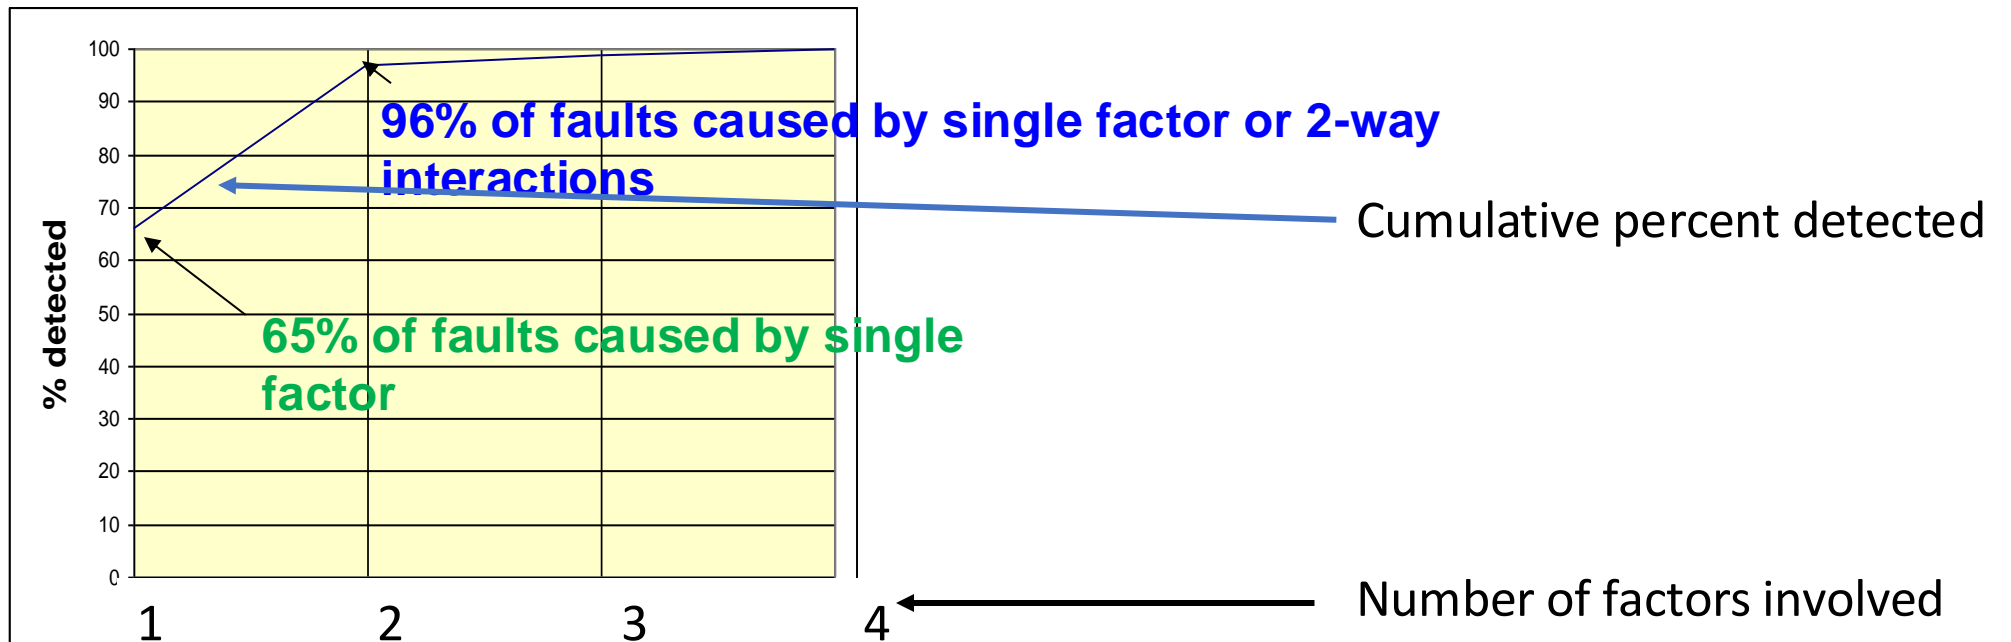 100
90
80
70
60
50
40
30
20
10
0
% detected
96% of faults caused by single factor or 2-way
interactions
Cumulative percent detected
65% of faults caused by single
factor
1 2 3 4
Number of factors involved